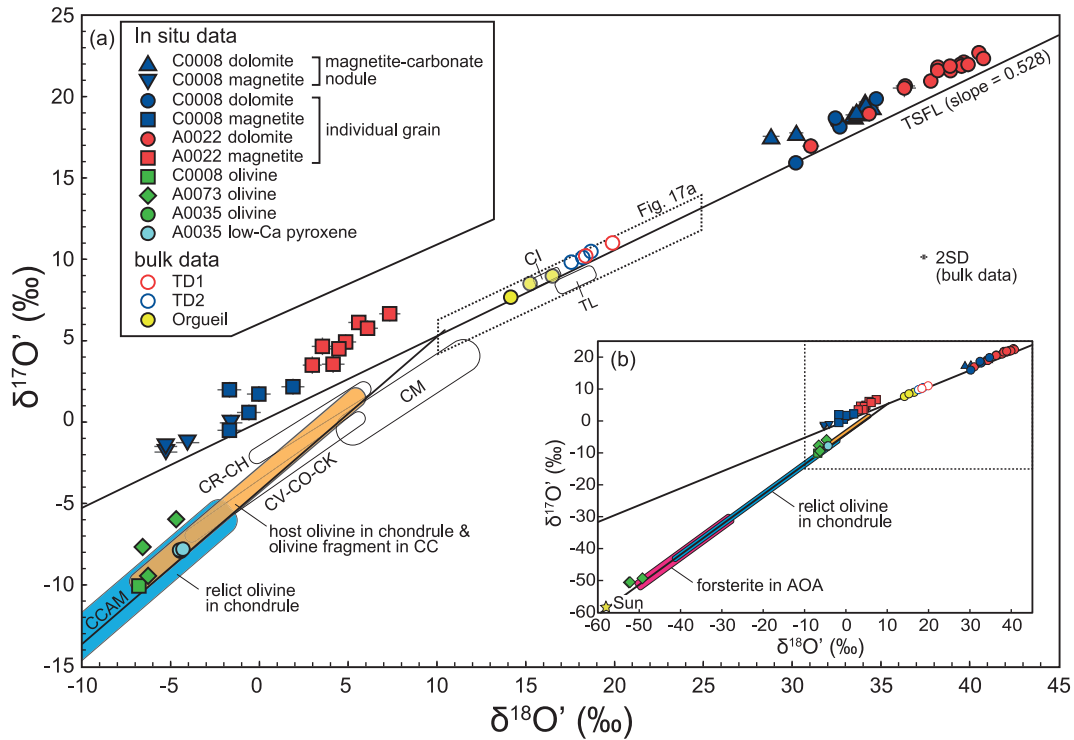 (a)
In situ data
C0008 dolomite
C0008 magnetite
magnetite-carbonate
nodule
C0008 dolomite
C0008 magnetite
A0022 dolomite
A0022 magnetite
individual grain
C0008 olivine
A0073 olivine
A0035 olivine
A0035 low-Ca pyroxene
bulk data
TD1
TD2
Orgueil
25
20
15
10
5
0
-5
-10
-15
δ17O’ (‰)
-10
-5
0
5
10
15
20
25
30
35
40
45
δ18O’ (‰)
TSFL (slope = 0.528)
Fig. 17a
CI
TL
2SD
(bulk data)
CM
CR-CH
CV-CO-CK
CCAM
host olivine in chondrule &
olivine fragment in CC
relict olivine
in chondrule
(b)
20
10
0
-10
-20
-30
-40
-50
-60
δ17O’ (‰)
relict olivine
in chondrule
forsterite in AOA
Sun
-60
-50
-40
-30
-20
-10
0
10
20
30
40
δ18O’ (‰)